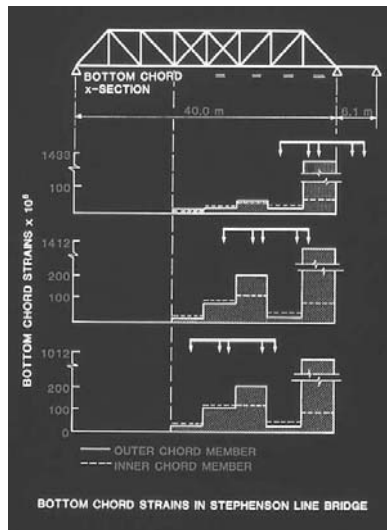 BOTTOM CHORD
x-SECTION
40.0 m
6.1 m
1433
100
1412
200
100
1012
200
100
0
BOTTOM CHORD STRAINS x 10⁶
OUTER CHORD MEMBER
INNER CHORD MEMBER
BOTTOM CHORD STRAINS IN STEPHENSON LINE BRIDGE